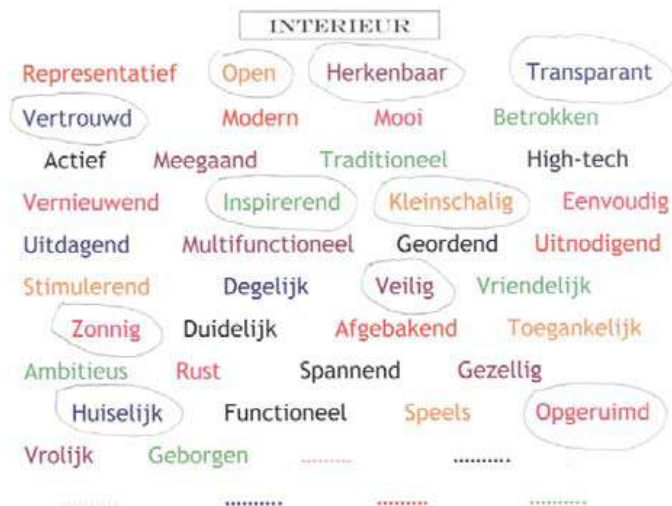 INTERIEUR
Representatief Open Herkenbaar Transparant
Vertrouwd Modern Mooi Betrokken
Actief Meegaand Traditioneel High-tech
Vernieuwend Inspirerend Kleinschalig Eenvoudig
Uitdagend Multifunctioneel Geordend Uitnodigend
Stimulerend Degelijk Veilig Vriendelijk
Zonnig Duidelijk Afgebakend Toegankelijk
Ambitieus Rust Spannend Gezellig
Huiselijk Functioneel Speels Opgeruimd
Vrolijk Geborgen .......... ..........
.......... .......... .......... ..........